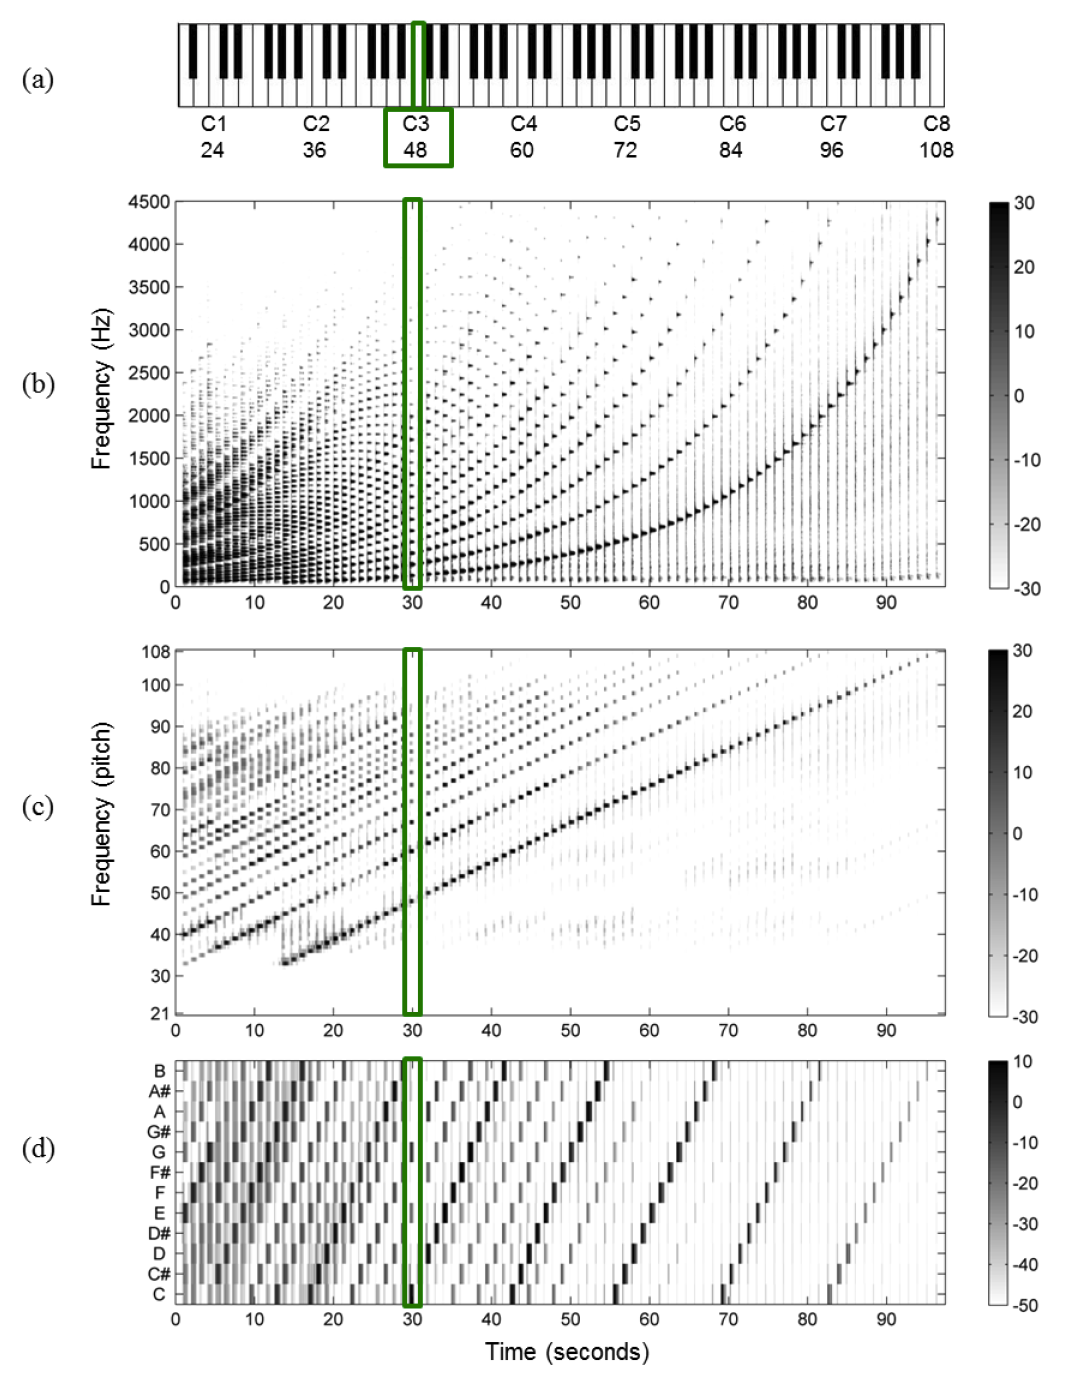 (a)
C1 C2 C3 C4 C5 C6 C7 C8
24 36 48 60 72 84 96 108
(b)
Frequency (Hz)
4500
4000
3500
3000
2500
2000
1500
1000
500
0
0 10 20 30 40 50 60 70 80 90
30
20
10
0
-10
-20
-30
(c)
Frequency (pitch)
108
100
90
80
70
60
50
40
30
21
0 10 20 30 40 50 60 70 80 90
30
20
10
0
-10
-20
-30
(d)
B
A#
A
G#
G
F#
F
E
D#
D
C#
C
0 10 20 30 40 50 60 70 80 90
10
0
-10
-20
-30
-40
-50
Time (seconds)